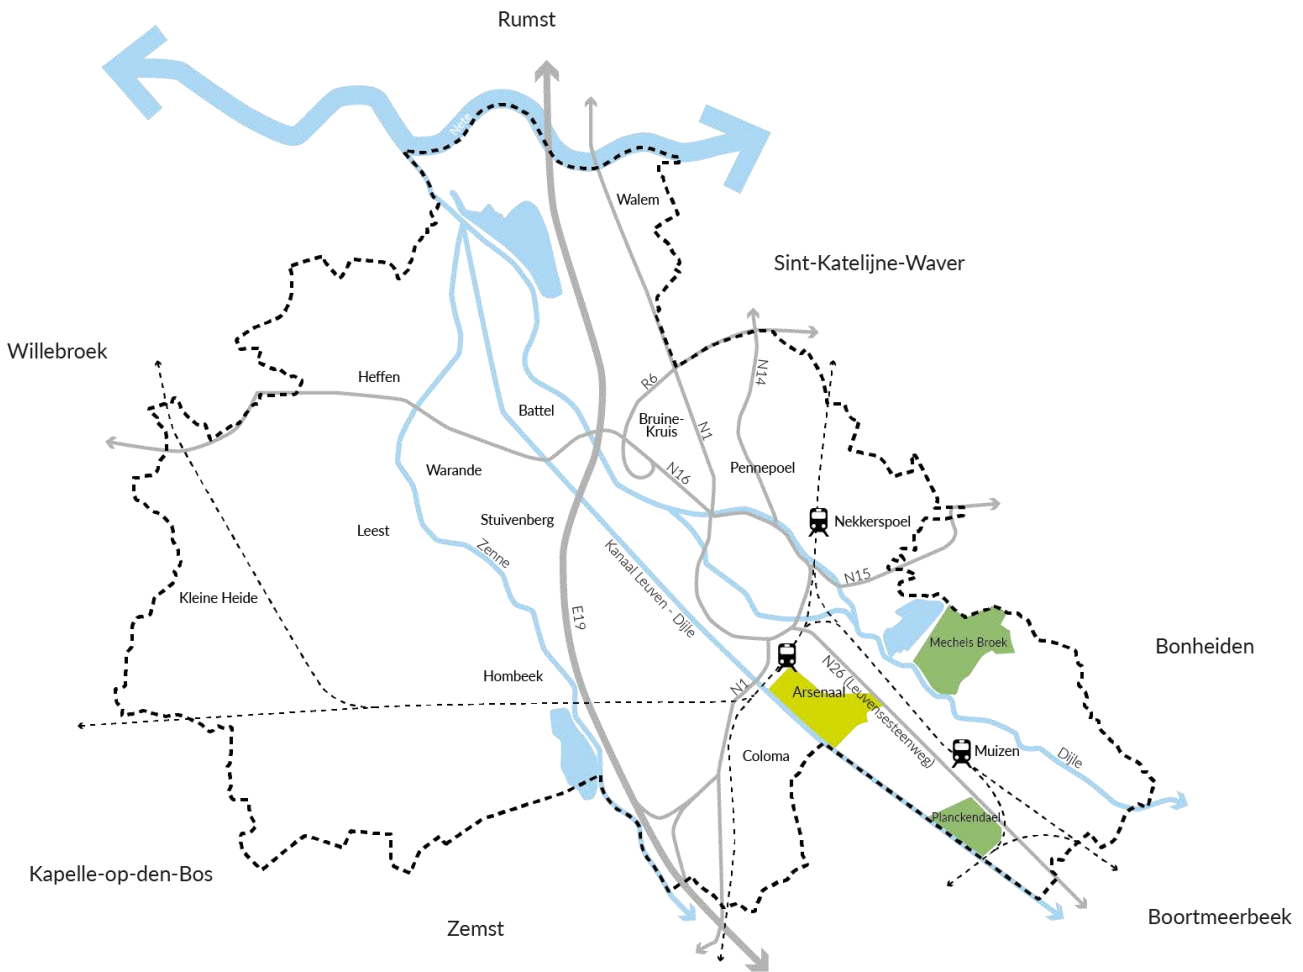 Rumst
Nete
Walem
Sint-Katelijne-Waver
Willebroek
Heffen
R6
N14
Battel
Bruine-
Kruis
N1
Warande
N16
Pennepoel
Leest
Stuivenberg
Nekkerspoel
Zenne
Kanaal Leuven - Dijle
N15
Kleine Heide
E19
Mechels Broek
Bonheiden
Hombeek
N1
Arsenaal
N26 (Leuvensesteenweg)
Coloma
Muizen
Dijle
Planckendael
Kapelle-op-den-Bos
Zemst
Boortmeerbeek